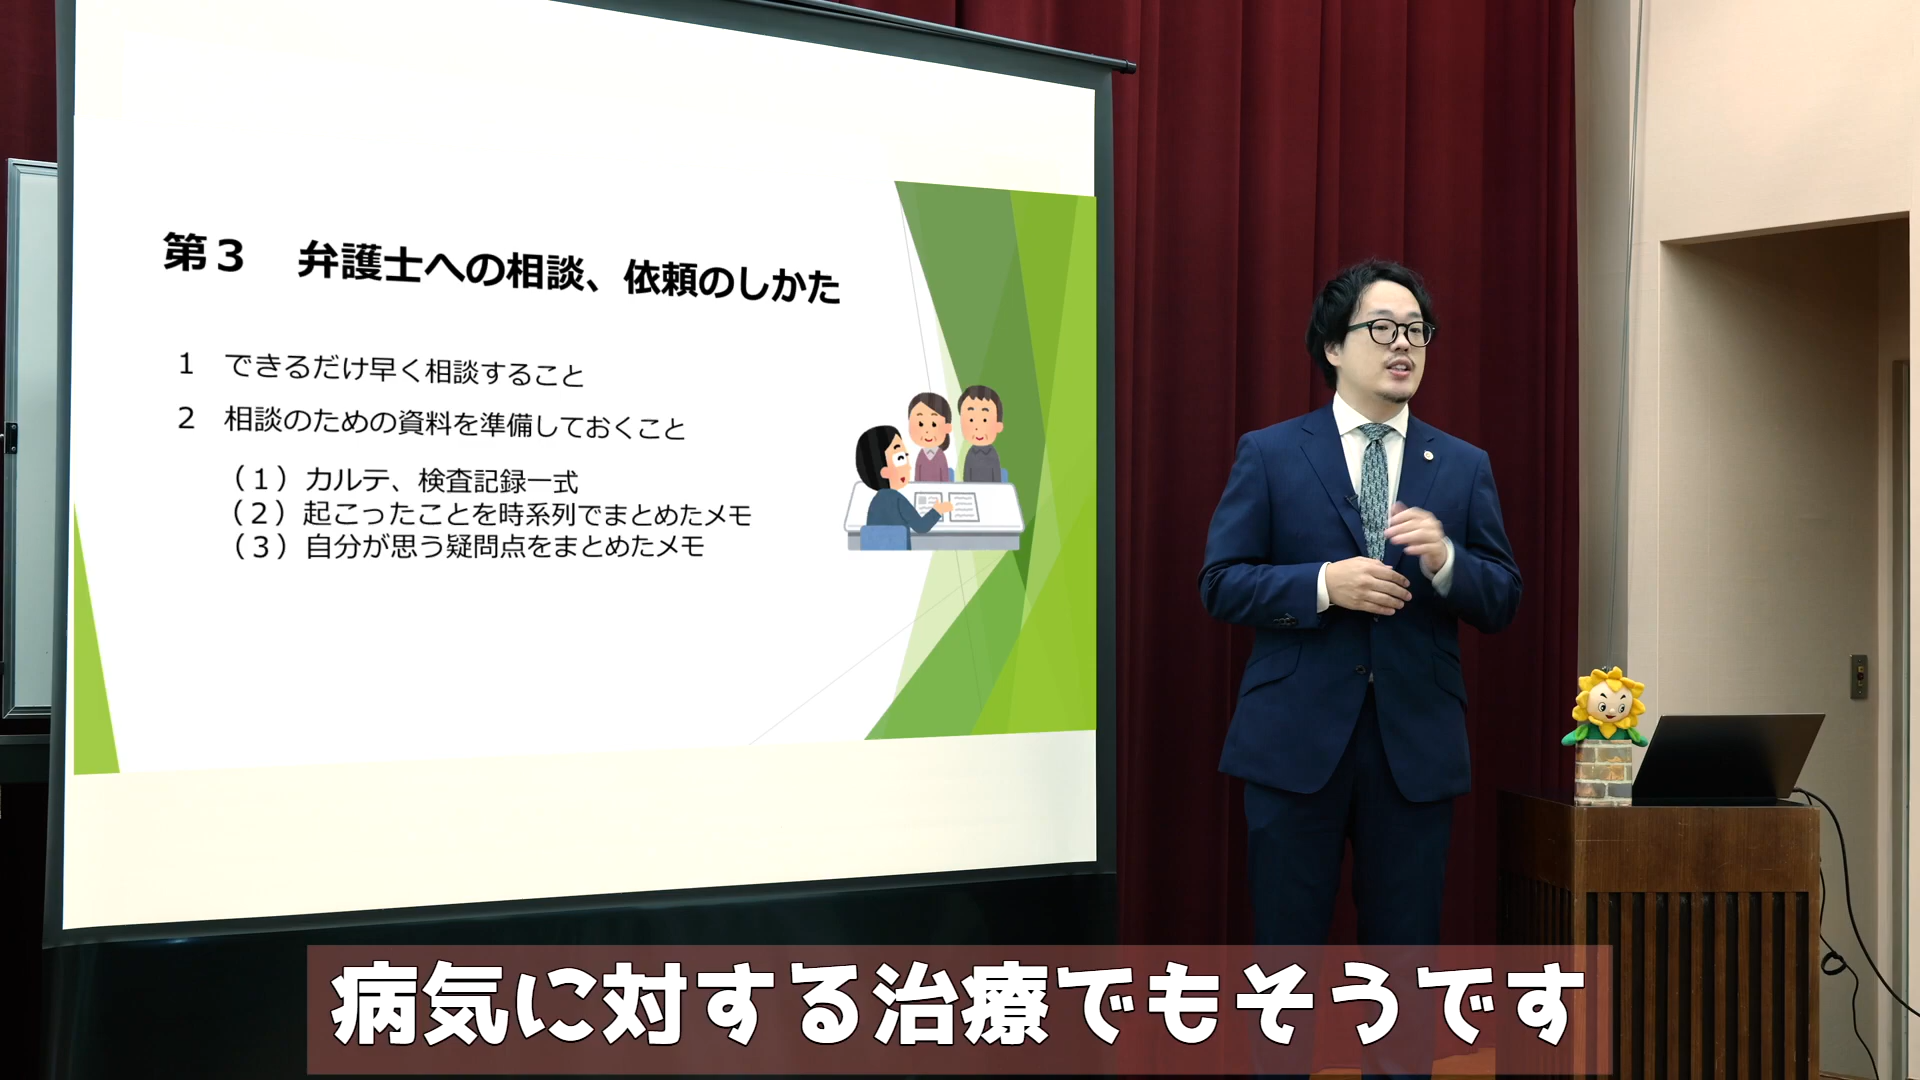 第３　弁護士への相談、依頼のしかた
1　できるだけ早く相談すること
2　相談のための資料を準備しておくこと
（１）カルテ、検査記録一式
（２）起こったことを時系列でまとめたメモ
（３）自分が思う疑問点をまとめたメモ
病気に対する治療でもそうです